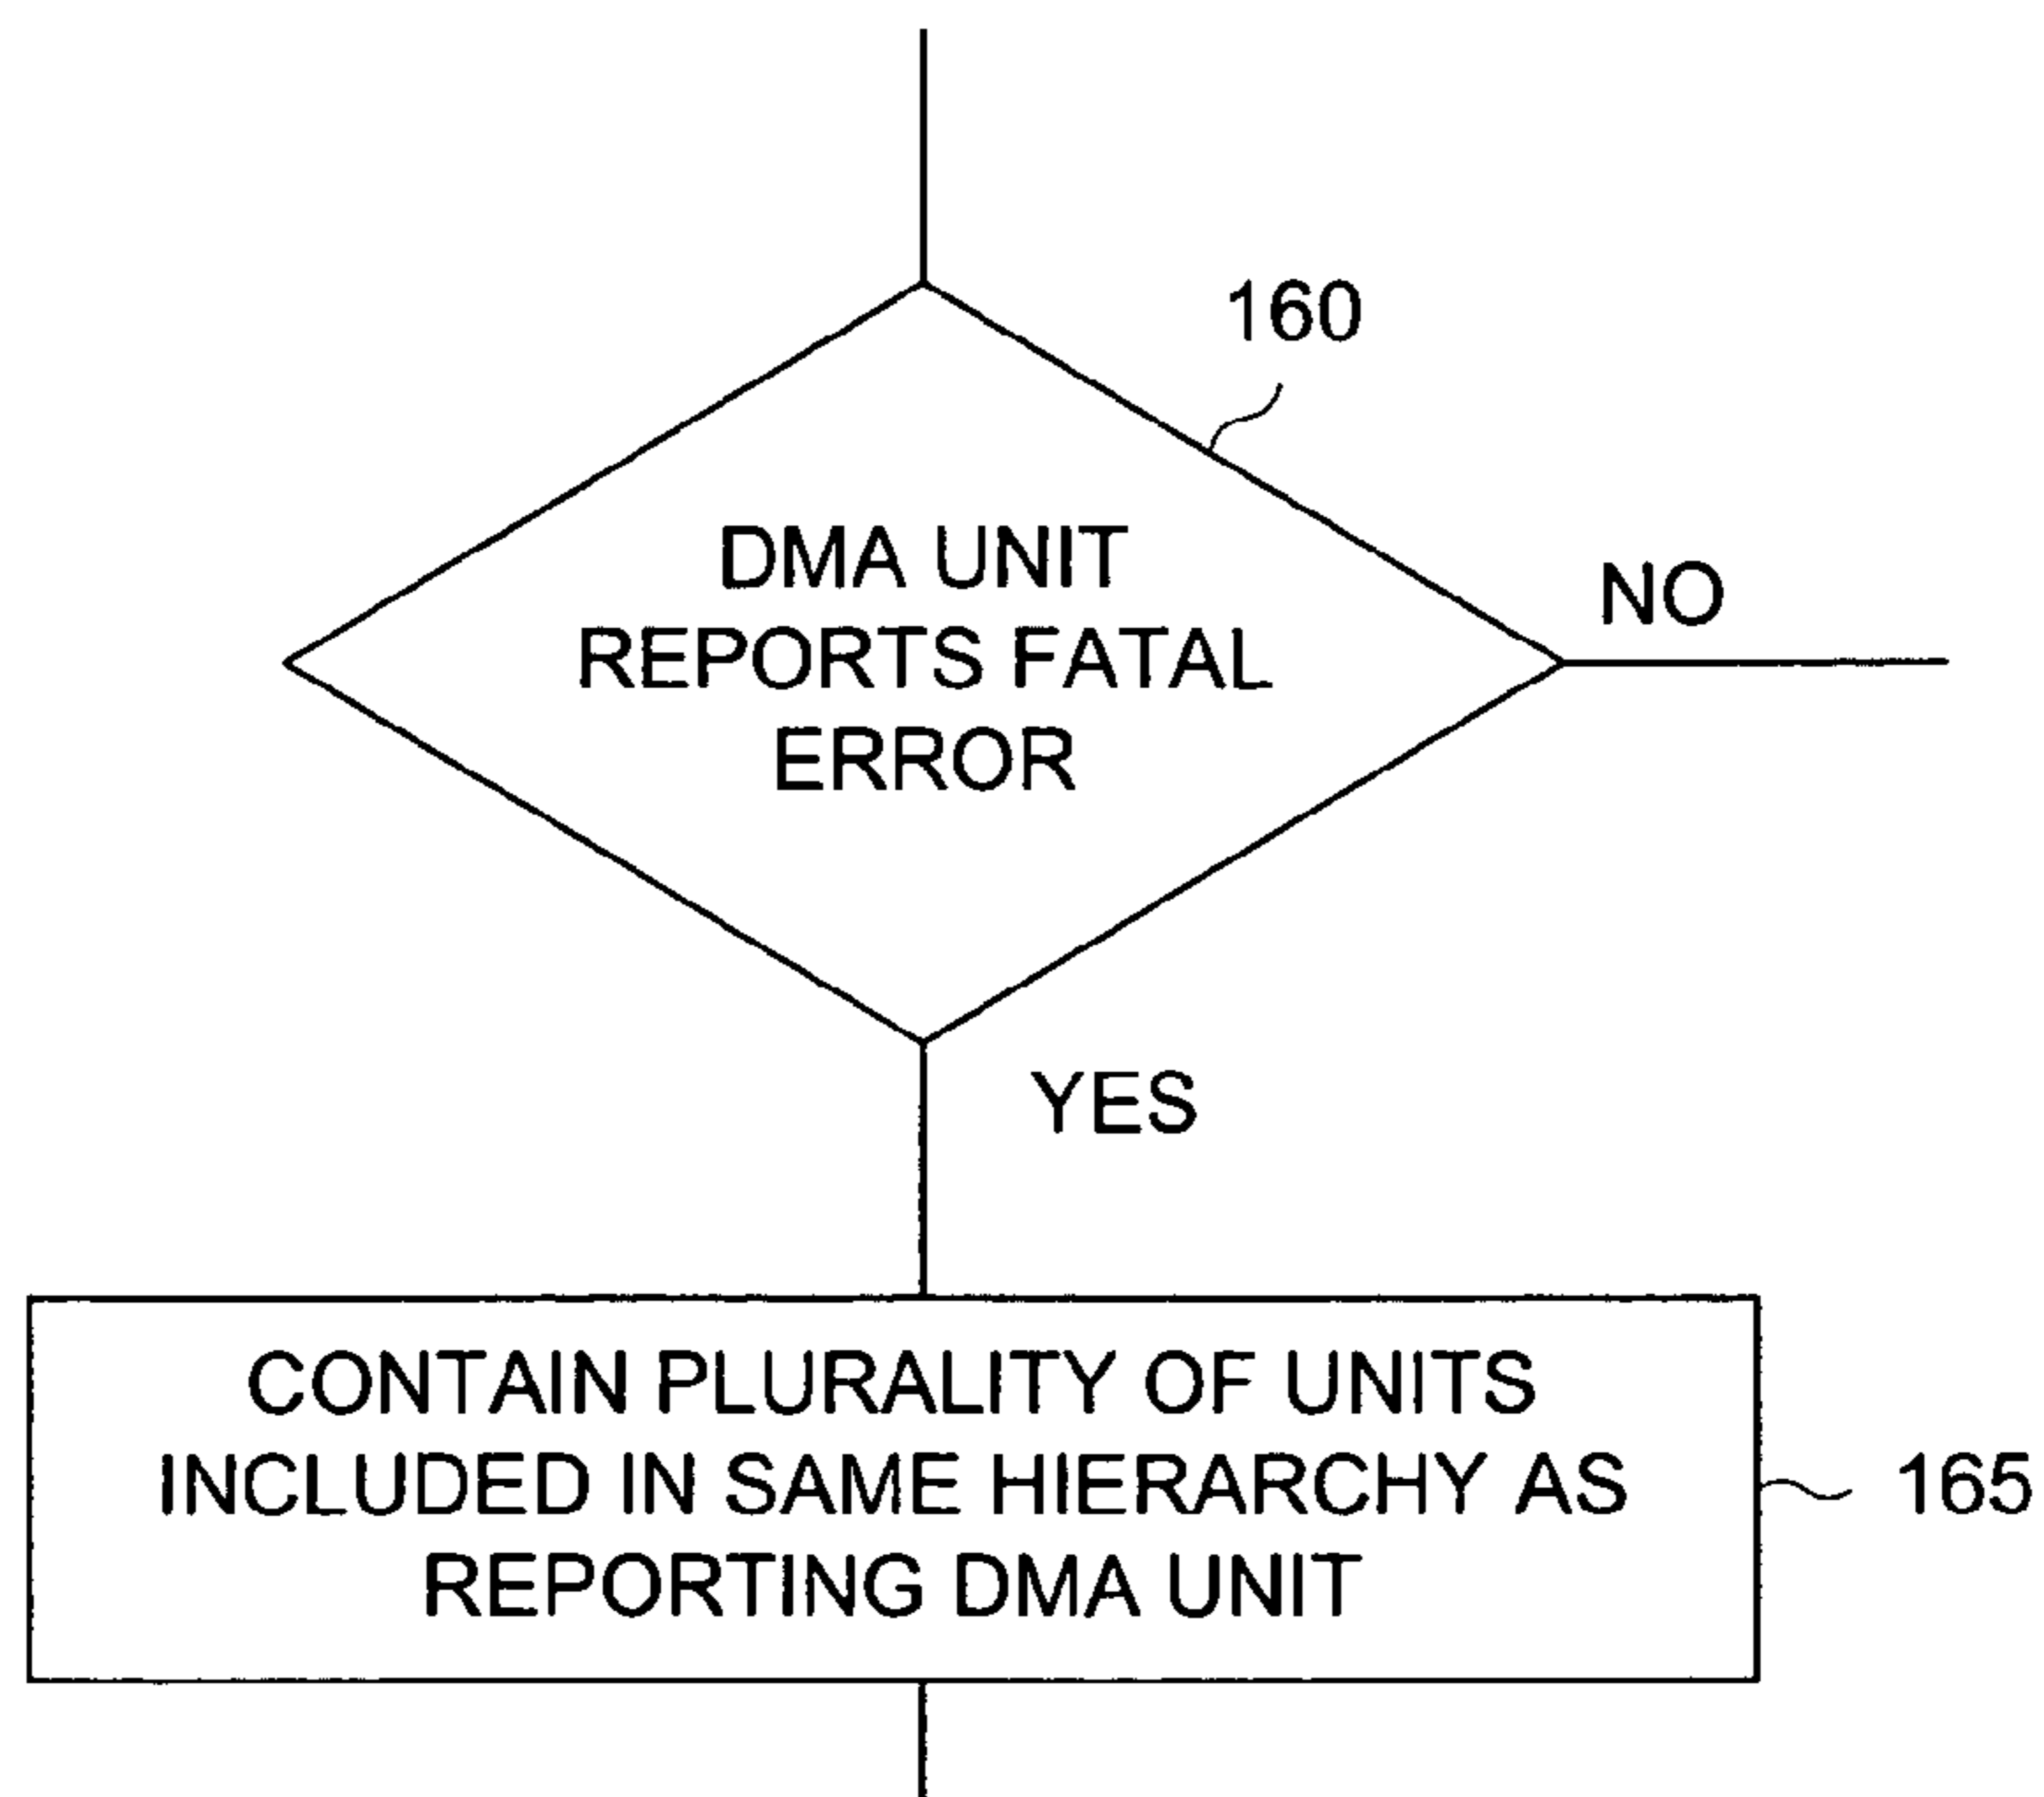 160
DMA UNIT
REPORTS FATAL
ERROR
NO
YES
CONTAIN PLURALITY OF UNITS
INCLUDED IN SAME HIERARCHY AS
REPORTING DMA UNIT
165